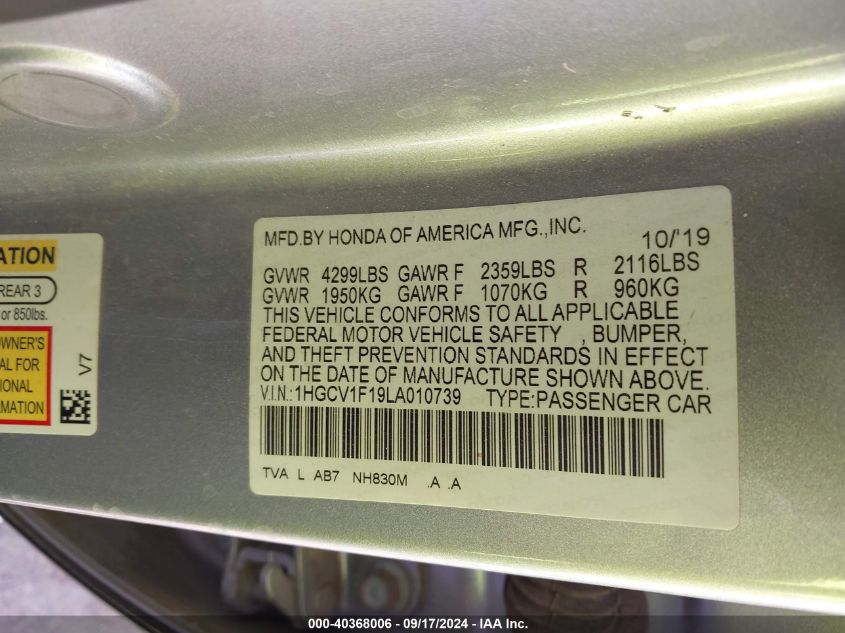 MFD.BY HONDA OF AMERICA MFG.,INC.
10/'19
GVWR 4299LBS GAWR F 2359LBS R 2116LBS
GVWR 1950KG GAWR F 1070KG R 960KG
THIS VEHICLE CONFORMS TO ALL APPLICABLE
FEDERAL MOTOR VEHICLE SAFETY , BUMPER,
AND THEFT PREVENTION STANDARDS IN EFFECT
ON THE DATE OF MANUFACTURE SHOWN ABOVE.
V.I.N.:1HGCV1F19LA010739 TYPE:PASSENGER CAR
TVA L AB7 NH830M .A .A
ATION
REAR 3
or 850lbs.
OWNER'S
AL FOR
IONAL
MATION
V7
000-40368006 / 09/17/2024 - IAA Inc.